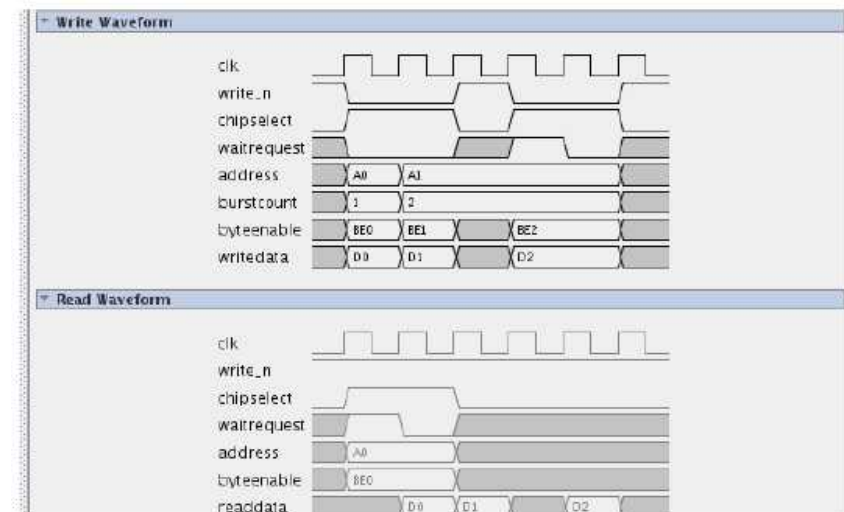 Write Waveform
clk
write_n
chipselect
waitrequest
address A0 A1
burstcount 1 2
byteenable BE0 BE1 BE2
writedata D0 D1 D2
Read Waveform
clk
write_n
chipselect
waitrequest
address A0
byteenable BE0
readdata D0 D1 D2